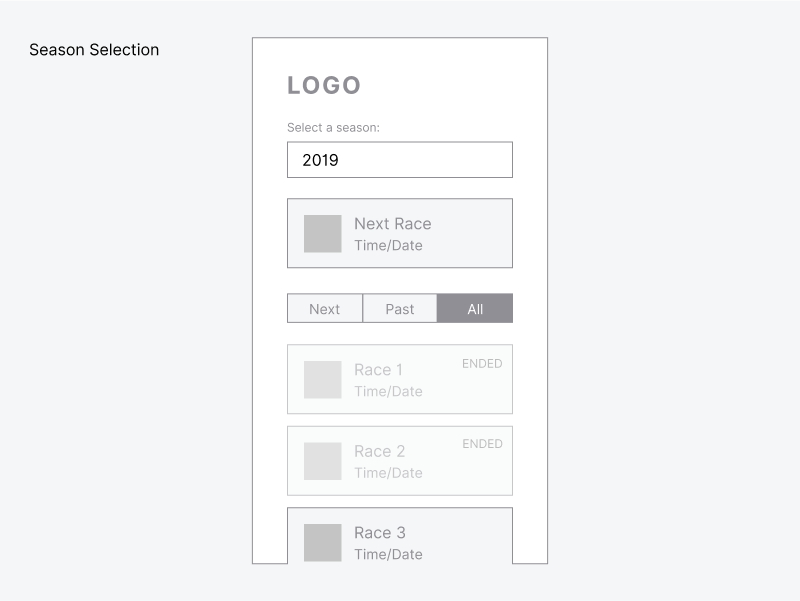 Season Selection
LOGO
Select a season:
2019
Next Race
Time/Date
Next Past All
Race 1 ENDED
Time/Date
Race 2 ENDED
Time/Date
Race 3
Time/Date